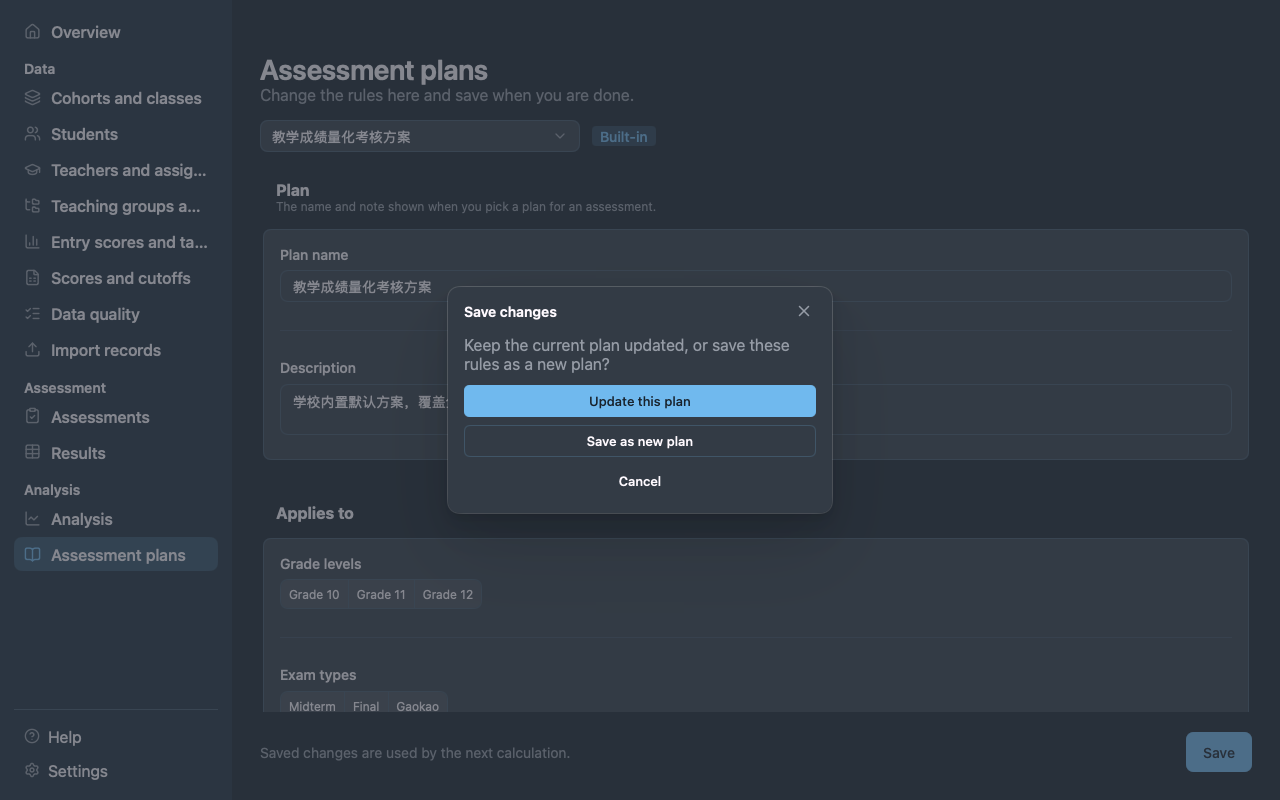 Overview
Data
Cohorts and classes
Students
Teachers and assig...
Teaching groups a...
Entry scores and ta...
Scores and cutoffs
Data quality
Import records
Assessment
Assessments
Results
Analysis
Analysis
Assessment plans
Help
Settings
Assessment plans
Change the rules here and save when you are done.
教学成绩量化考核方案
Built-in
Plan
The name and note shown when you pick a plan for an assessment.
Plan name
教学成绩量化考核方案
Description
学校内置默认方案，覆盖
Save changes
Keep the current plan updated, or save these
rules as a new plan?
Update this plan
Save as new plan
Cancel
Applies to
Grade levels
Grade 10 Grade 11 Grade 12
Exam types
Midterm Final Gaokao
Saved changes are used by the next calculation.
Save